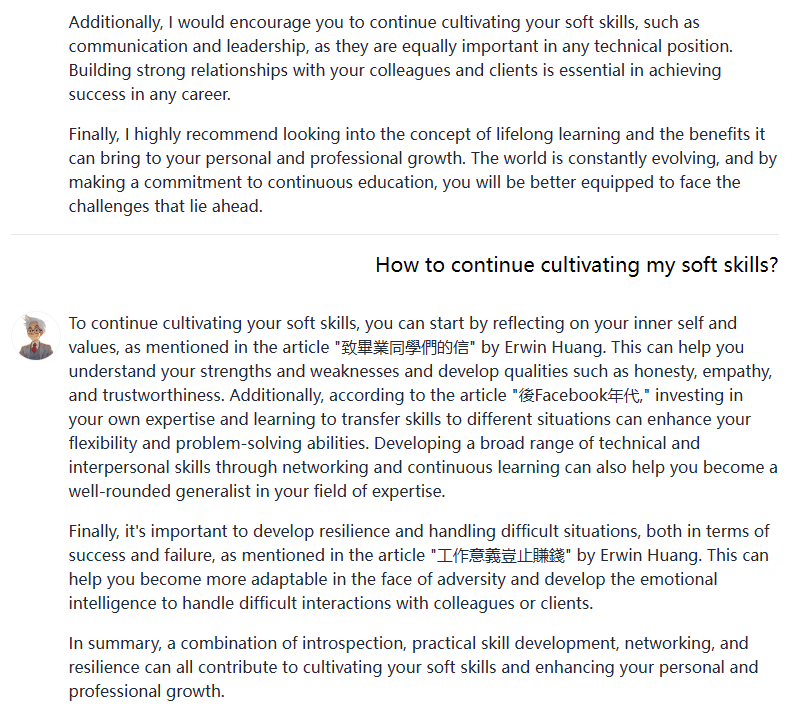 Additionally, I would encourage you to continue cultivating your soft skills, such as
communication and leadership, as they are equally important in any technical position.
Building strong relationships with your colleagues and clients is essential in achieving
success in any career.
Finally, I highly recommend looking into the concept of lifelong learning and the benefits it
can bring to your personal and professional growth. The world is constantly evolving, and by
making a commitment to continuous education, you will be better equipped to face the
challenges that lie ahead.
How to continue cultivating my soft skills?
To continue cultivating your soft skills, you can start by reflecting on your inner self and
values, as mentioned in the article "致畢業同學們的信" by Erwin Huang. This can help you
understand your strengths and weaknesses and develop qualities such as honesty, empathy,
and trustworthiness. Additionally, according to the article "後Facebook年代," investing in
your own expertise and learning to transfer skills to different situations can enhance your
flexibility and problem-solving abilities. Developing a broad range of technical and
interpersonal skills through networking and continuous learning can also help you become a
well-rounded generalist in your field of expertise.
Finally, it's important to develop resilience and handling difficult situations, both in terms of
success and failure, as mentioned in the article "工作意義豈止賺錢" by Erwin Huang. This can
help you become more adaptable in the face of adversity and develop the emotional
intelligence to handle difficult interactions with colleagues or clients.
In summary, a combination of introspection, practical skill development, networking, and
resilience can all contribute to cultivating your soft skills and enhancing your personal and
professional growth.